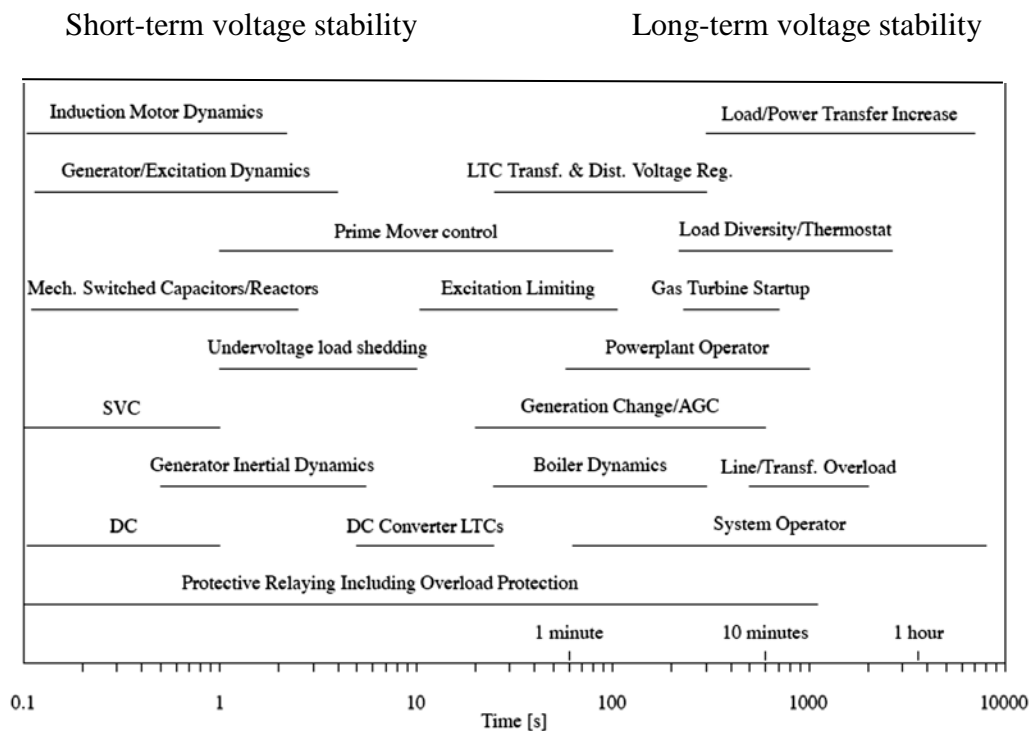 Short-term voltage stability Long-term voltage stability
Induction Motor Dynamics Load/Power Transfer Increase
Generator/Excitation Dynamics LTC Transf. & Dist. Voltage Reg.
Prime Mover control Load Diversity/Thermostat
Mech. Switched Capacitors/Reactors Excitation Limiting Gas Turbine Startup
Undervoltage load shedding Powerplant Operator
SVC Generation Change/AGC
Generator Inertial Dynamics Boiler Dynamics Line/Transf. Overload
DC DC Converter LTCs System Operator
Protective Relaying Including Overload Protection
1 minute 10 minutes 1 hour
0.1 1 10 100 1000 10000
Time [s]